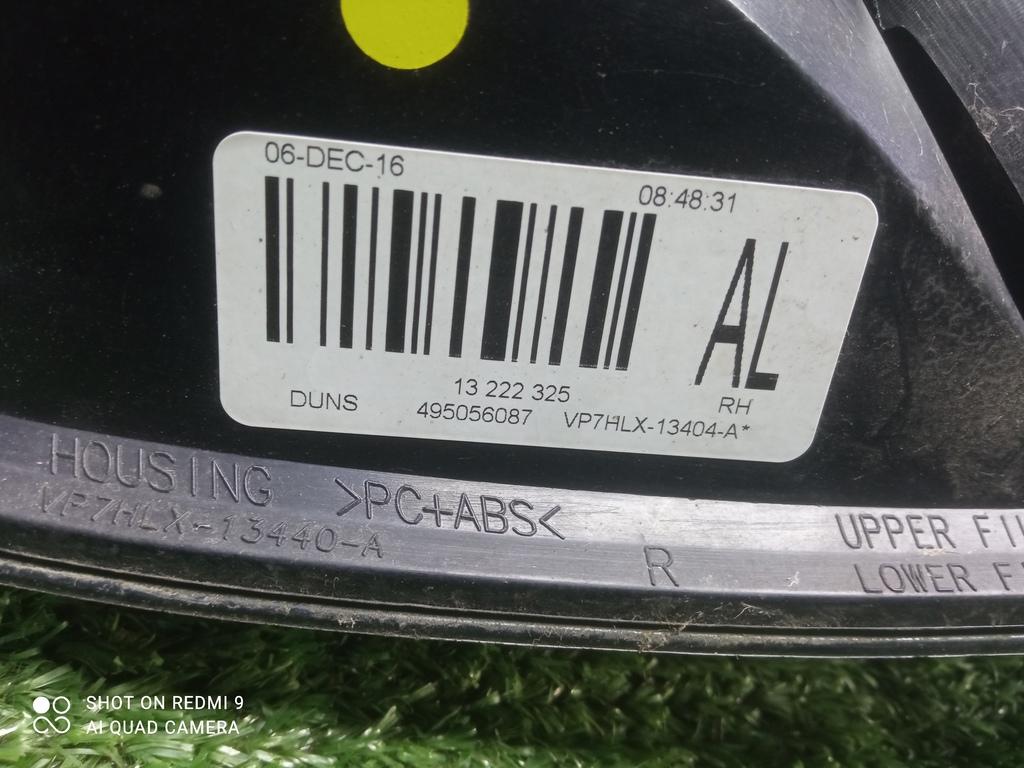 06-DEC-16
08:48:31
AL
13 222 325
RH
DUNS 495056087 VP7HLX-13404-A*
HOUSING >PC+ABS< UPPER
VP7HLX-13440-A R LOWER
SHOT ON REDMI 9
AI QUAD CAMERA